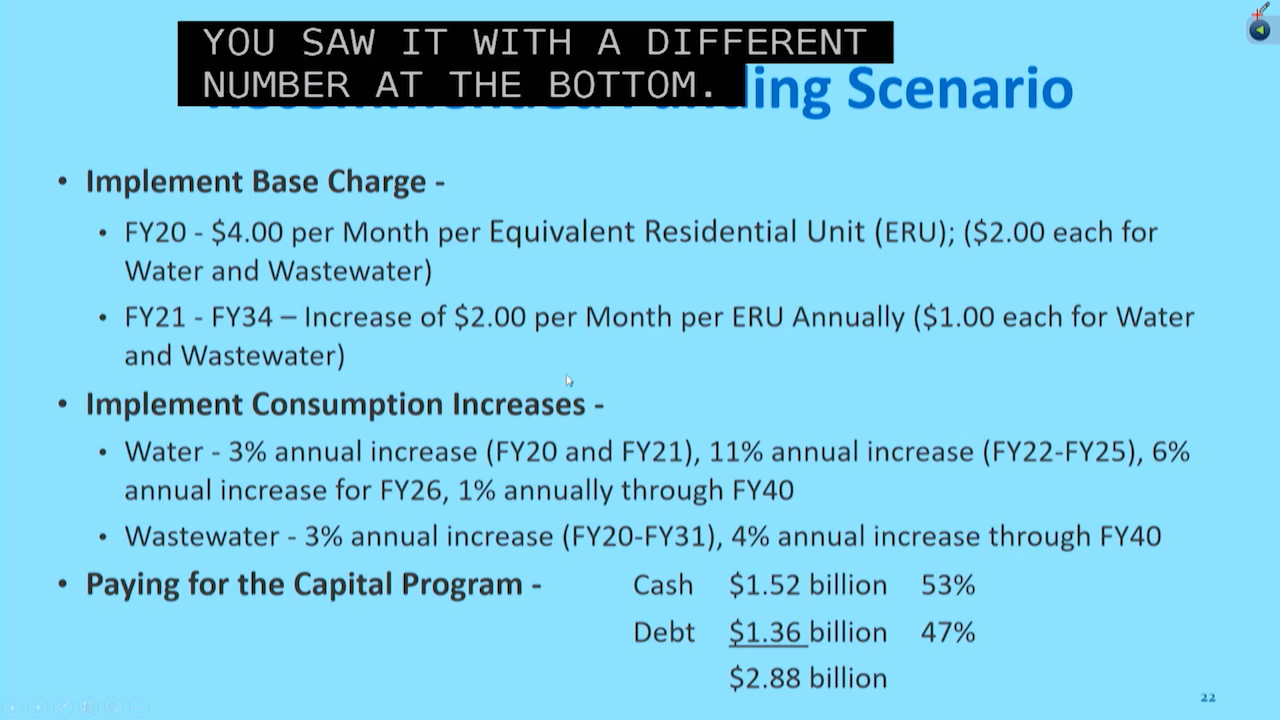 YOU SAW IT WITH A DIFFERENT
NUMBER AT THE BOTTOM.
Scenario
• Implement Base Charge -
• FY20 - $4.00 per Month per Equivalent Residential Unit (ERU); ($2.00 each for
Water and Wastewater)
• FY21 - FY34 – Increase of $2.00 per Month per ERU Annually ($1.00 each for Water
and Wastewater)
• Implement Consumption Increases -
• Water - 3% annual increase (FY20 and FY21), 11% annual increase (FY22-FY25), 6%
annual increase for FY26, 1% annually through FY40
• Wastewater - 3% annual increase (FY20-FY31), 4% annual increase through FY40
• Paying for the Capital Program - Cash $1.52 billion 53%
Debt $1.36 billion 47%
$2.88 billion
22